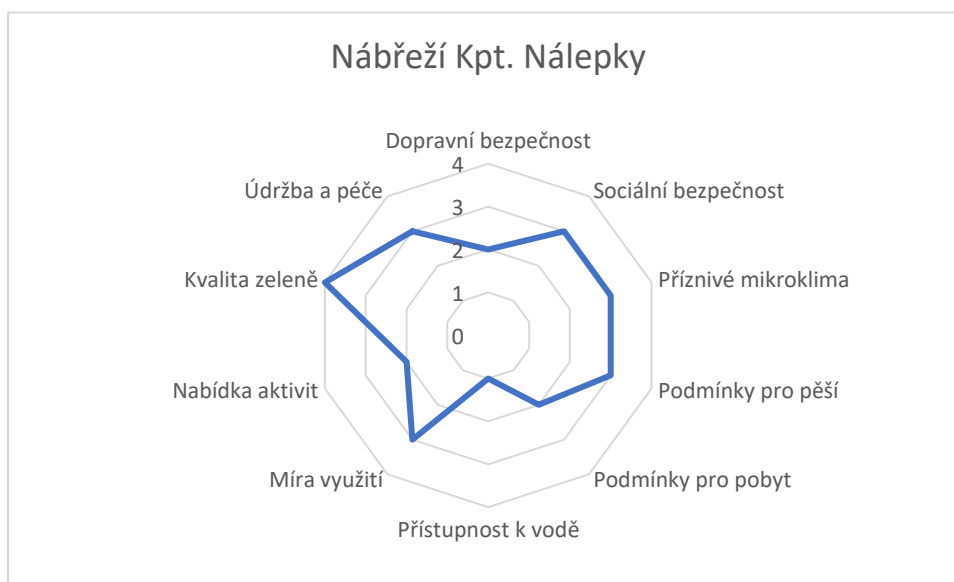 Nábřeží Kpt. Nálepky
Dopravní bezpečnost
4
Údržba a péče
Sociální bezpečnost
3
2
Kvalita zeleně
Příznivé mikroklima
1
0
Nabídka aktivit
Podmínky pro pěší
Míra využití
Podmínky pro pobyt
Přístupnost k vodě